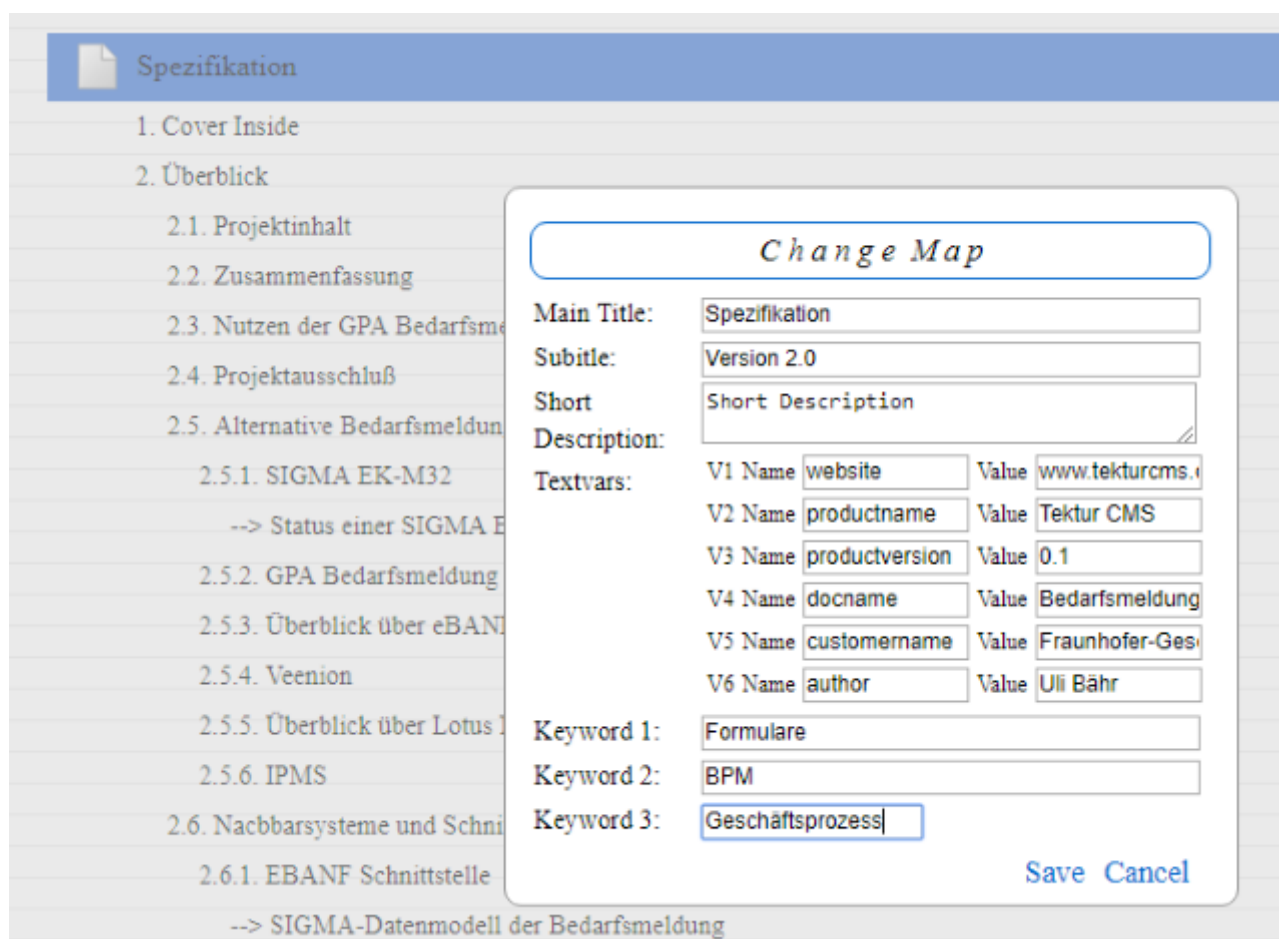 Spezifikation
1. Cover Inside
2. Überblick
2.1. Projektinhalt
2.2. Zusammenfassung
2.3. Nutzen der GPA Bedarfsme
2.4. Projektausschluß
2.5. Alternative Bedarfsmeldun
2.5.1. SIGMA EK-M32
--> Status einer SIGMA E
2.5.2. GPA Bedarfsmeldung
2.5.3. Überblick über eBANF
2.5.4. Veenion
2.5.5. Überblick über Lotus
2.5.6. IPMS
2.6. Nacbbarsysteme und Schni
2.6.1. EBANF Schnittstelle
--> SIGMA-Datenmodell der Bedarfsmeldung
Change Map
Main Title: Spezifikation
Subitle: Version 2.0
Short Short Description
Description:
Textvars: V1 Name website Value www.tekturcms.
V2 Name productname Value Tektur CMS
V3 Name productversion Value 0.1
V4 Name docname Value Bedarfsmeldung
V5 Name customername Value Fraunhofer-Ges
V6 Name author Value Uli Bähr
Keyword 1: Formulare
Keyword 2: BPM
Keyword 3: Geschäftsprozess
Save Cancel